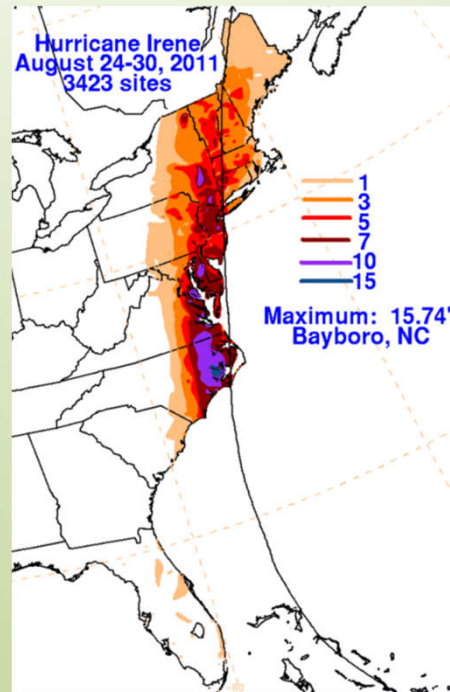 Hurricane Irene
August 24-30, 2011
3423 sites
1
3
5
7
10
15
Maximum: 15.74"
Bayboro, NC